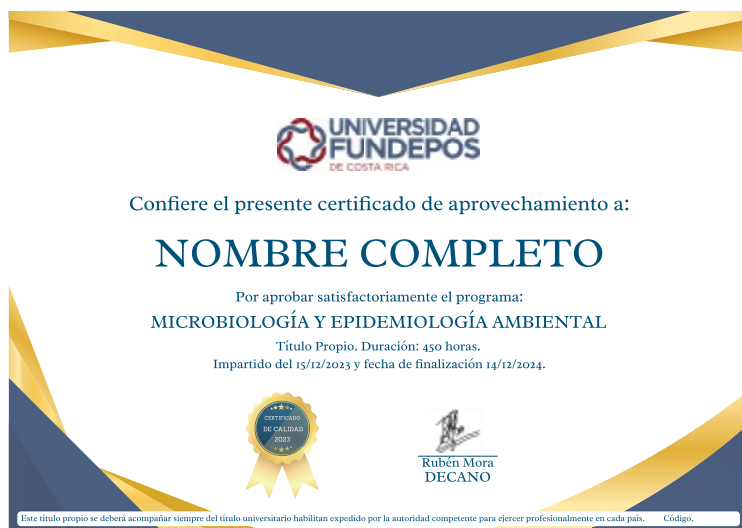 UNIVERSIDAD
FUNDEPOS
DE COSTA RICA
Confiere el presente certificado de aprovechamiento a:
NOMBRE COMPLETO
Por aprobar satisfactoriamente el programa:
MICROBIOLOGÍA Y EPIDEMIOLOGÍA AMBIENTAL
Título Propio. Duración: 450 horas.
Impartido del 15/12/2023 y fecha de finalización 14/12/2024.
CERTIFICADO
DE CALIDAD
2023
Rubén Mora
DECANO
Este título propio se deberá acompañar siempre del título universitario habilitan expedido por la autoridad competente para ejercer profesionalmente en cada país. Código.